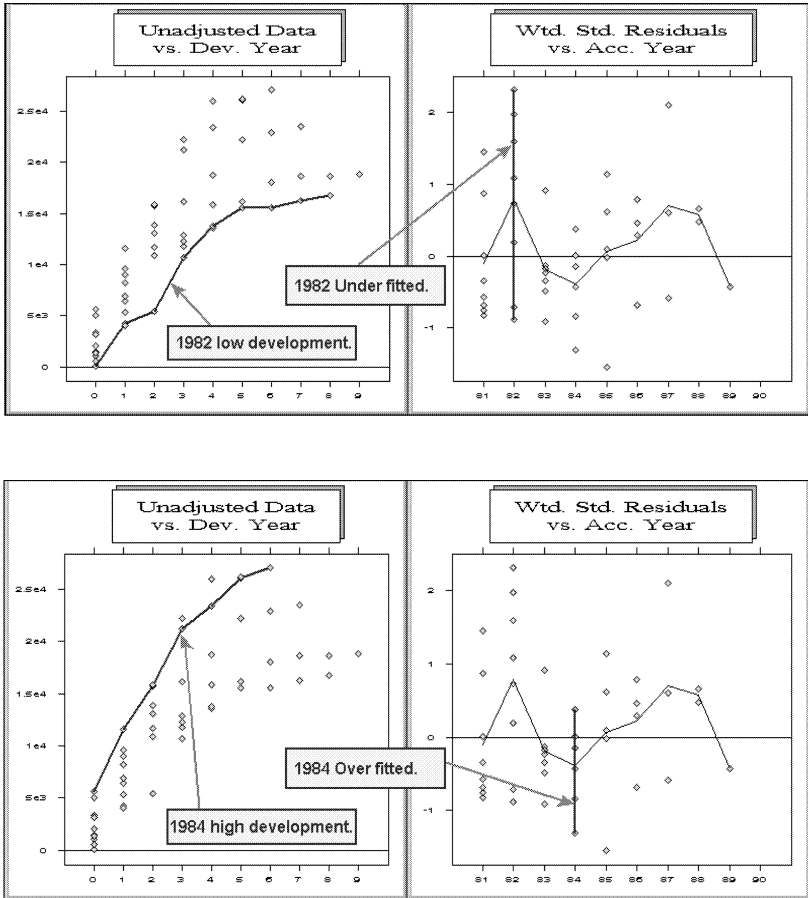 Unadjusted Data
vs. Dev. Year
Wtd. Std. Residuals
vs. Acc. Year
2.5e4
2e4
1.5e4
1e4
5e3
0
0 1 2 3 4 5 6 7 8 9
2
1
0
-1
81 82 83 84 85 86 87 88 89 90
1982 Under fitted.
1982 low development.
Unadjusted Data
vs. Dev. Year
Wtd. Std. Residuals
vs. Acc. Year
2.5e4
2e4
1.5e4
1e4
5e3
0
0 1 2 3 4 5 6 7 8 9
2
1
0
-1
81 82 83 84 85 86 87 88 89 90
1984 Over fitted.
1984 high development.